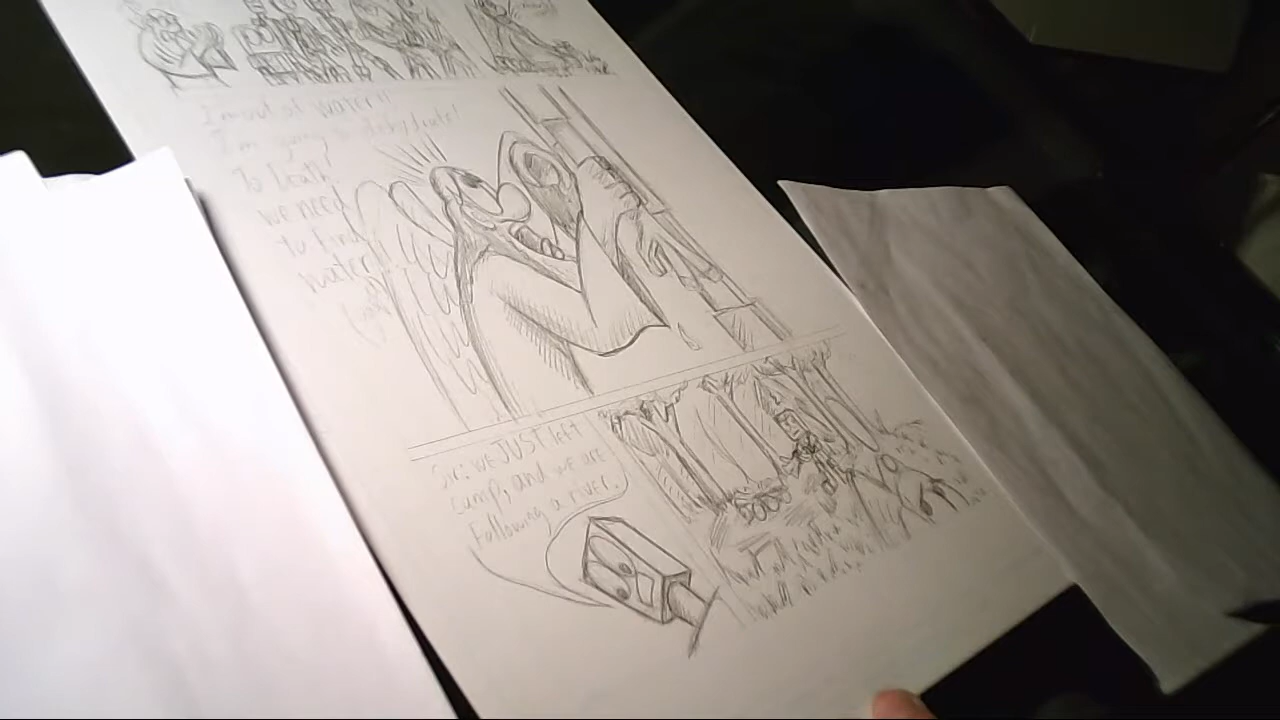 I'm out of water!!
I'm going to dehydrate!
To Death
we need
to find
water!
Sir: we JUST left
camp, and we are
Following a river.